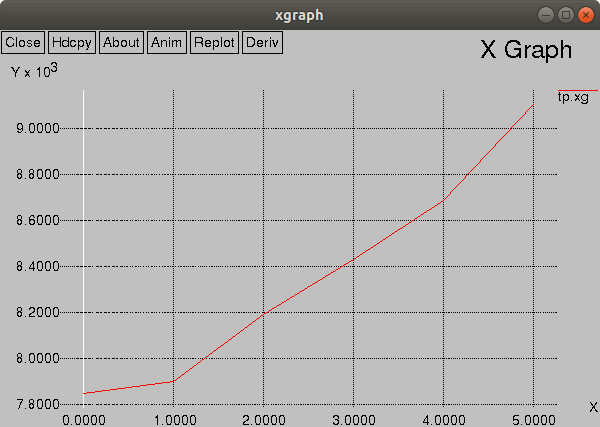 xgraph
Close Hdcpy About Anim Replot Deriv
X Graph
Y x 10³
tp.xg
9.0000
8.8000
8.6000
8.4000
8.2000
8.0000
7.8000
X
0.0000 1.0000 2.0000 3.0000 4.0000 5.0000